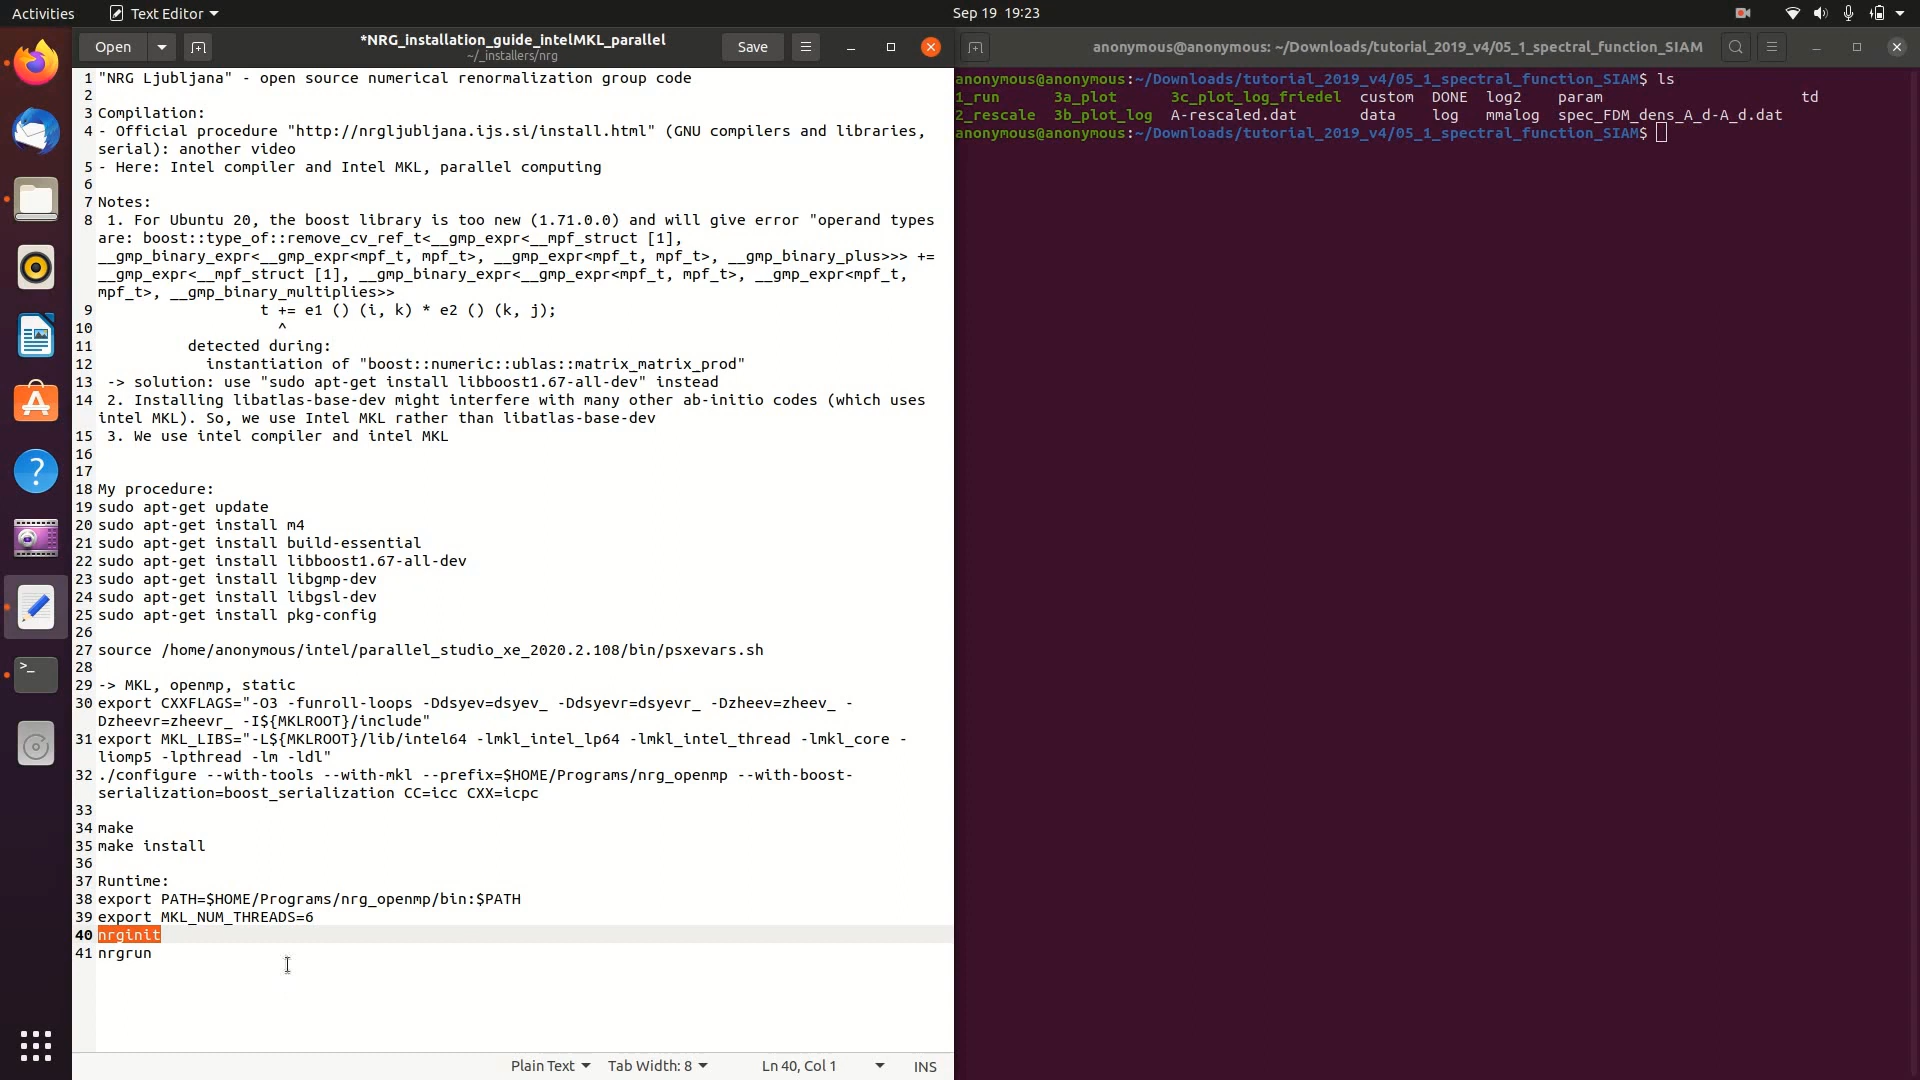 Activities Text Editor Sep 19 19:23
Open *NRG_installation_guide_intelMKL_parallel Save
~/_installers/nrg
anonymous@anonymous: ~/Downloads/tutorial_2019_v4/05_1_spectral_function_SIAM
1 "NRG Ljubljana" - open source numerical renormalization group code
2
3 Compilation:
4 - Official procedure "http://nrgljubljana.ijs.si/install.html" (GNU compilers and libraries,
serial): another video
5 - Here: Intel compiler and Intel MKL, parallel computing
6
7 Notes:
8 1. For Ubuntu 20, the boost library is too new (1.71.0.0) and will give error "operand types
are: boost::type_of::remove_cv_ref_t<__gmp_expr<__mpf_struct [1],
__gmp_binary_expr<__gmp_expr<mpf_t, mpf_t>, __gmp_expr<mpf_t, mpf_t>, __gmp_binary_plus>>> +=
__gmp_expr<__mpf_struct [1], __gmp_binary_expr<__gmp_expr<mpf_t, mpf_t>, __gmp_expr<mpf_t,
mpf_t>, __gmp_binary_multiplies>>
9 t += e1 () (i, k) * e2 () (k, j);
10 ^
11 detected during:
12 instantiation of "boost::numeric::ublas::matrix_matrix_prod"
13 -> solution: use "sudo apt-get install libboost1.67-all-dev" instead
14 2. Installing libatlas-base-dev might interfere with many other ab-initio codes (which uses
intel MKL). So, we use Intel MKL rather than libatlas-base-dev
15 3. We use intel compiler and intel MKL
16
17
18 My procedure:
19 sudo apt-get update
20 sudo apt-get install m4
21 sudo apt-get install build-essential
22 sudo apt-get install libboost1.67-all-dev
23 sudo apt-get install libgmp-dev
24 sudo apt-get install libgsl-dev
25 sudo apt-get install pkg-config
26
27 source /home/anonymous/intel/parallel_studio_xe_2020.2.108/bin/psxevars.sh
28
29 -> MKL, openmp, static
30 export CXXFLAGS="-O3 -funroll-loops -Ddsyev=dsyev_ -Ddsyevr=dsyevr_ -Dzheev=zheev_ -
Dzheevr=zheevr_ -I${MKLROOT}/include"
31 export MKL_LIBS="-L${MKLROOT}/lib/intel64 -lmkl_intel_lp64 -lmkl_intel_thread -lmkl_core -
liomp5 -lpthread -lm -ldl"
32 ./configure --with-tools --with-mkl --prefix=$HOME/Programs/nrg_openmp --with-boost-
serialization=boost_serialization CC=icc CXX=icpc
33
34 make
35 make install
36
37 Runtime:
38 export PATH=$HOME/Programs/nrg_openmp/bin:$PATH
39 export MKL_NUM_THREADS=6
40 nrginit
41 nrgrun
Plain Text Tab Width: 8 Ln 40, Col 1 INS
anonymous@anonymous:~/Downloads/tutorial_2019_v4/05_1_spectral_function_SIAM$ ls
1_run 3a_plot 3c_plot_log_friedel custom DONE log2 param td
2_rescale 3b_plot_log A-rescaled.dat data log mmalog spec_FDM_dens_A_d-A_d.dat
anonymous@anonymous:~/Downloads/tutorial_2019_v4/05_1_spectral_function_SIAM$